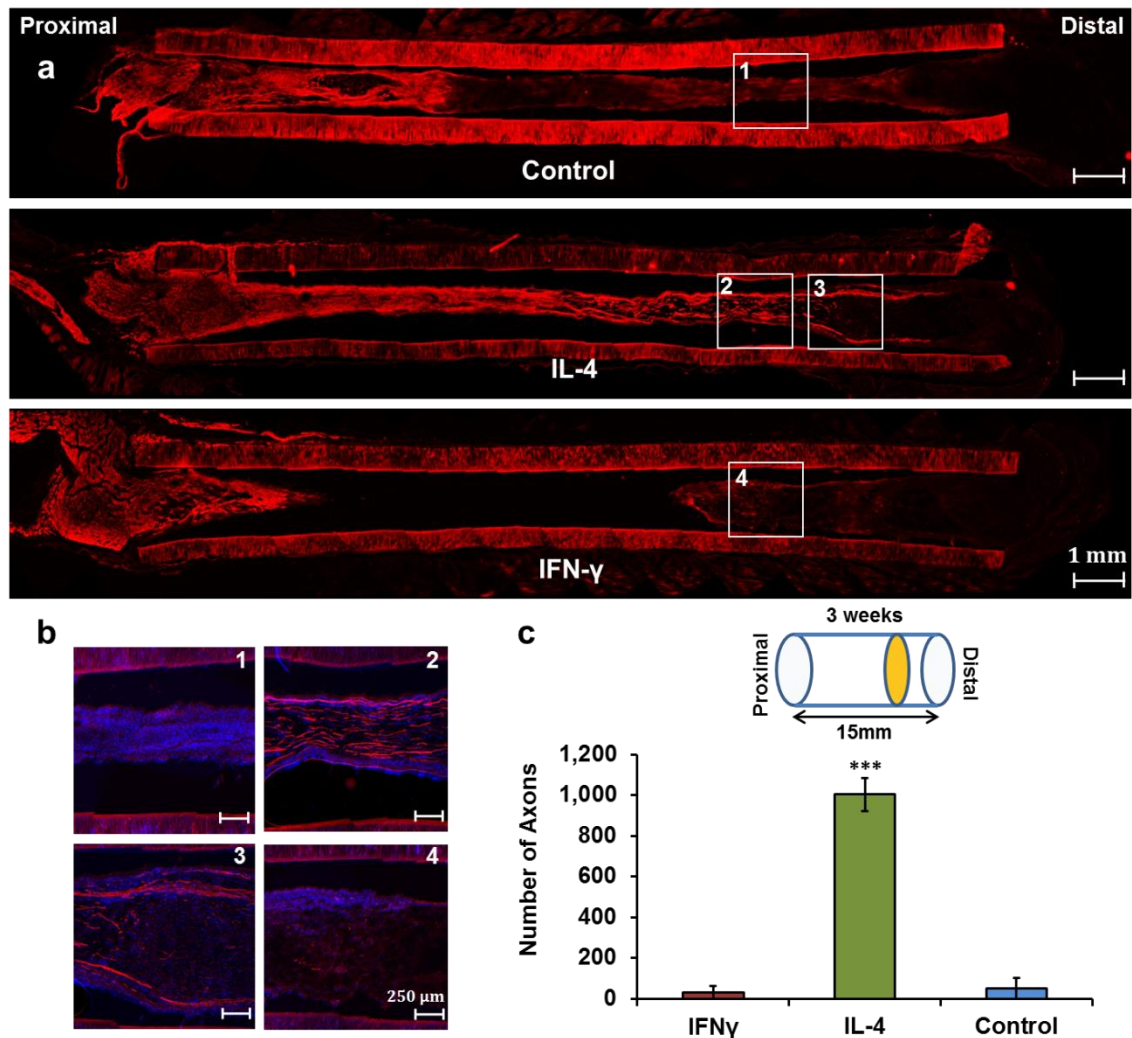 Proximal
Distal
a
1
Control
2
3
IL-4
4
IFN-γ
1 mm
b
1
2
3
4
250 μm
c
3 weeks
Proximal
Distal
15mm
Number of Axons
1,200
1,000
800
600
400
200
0
***
IFNγ
IL-4
Control